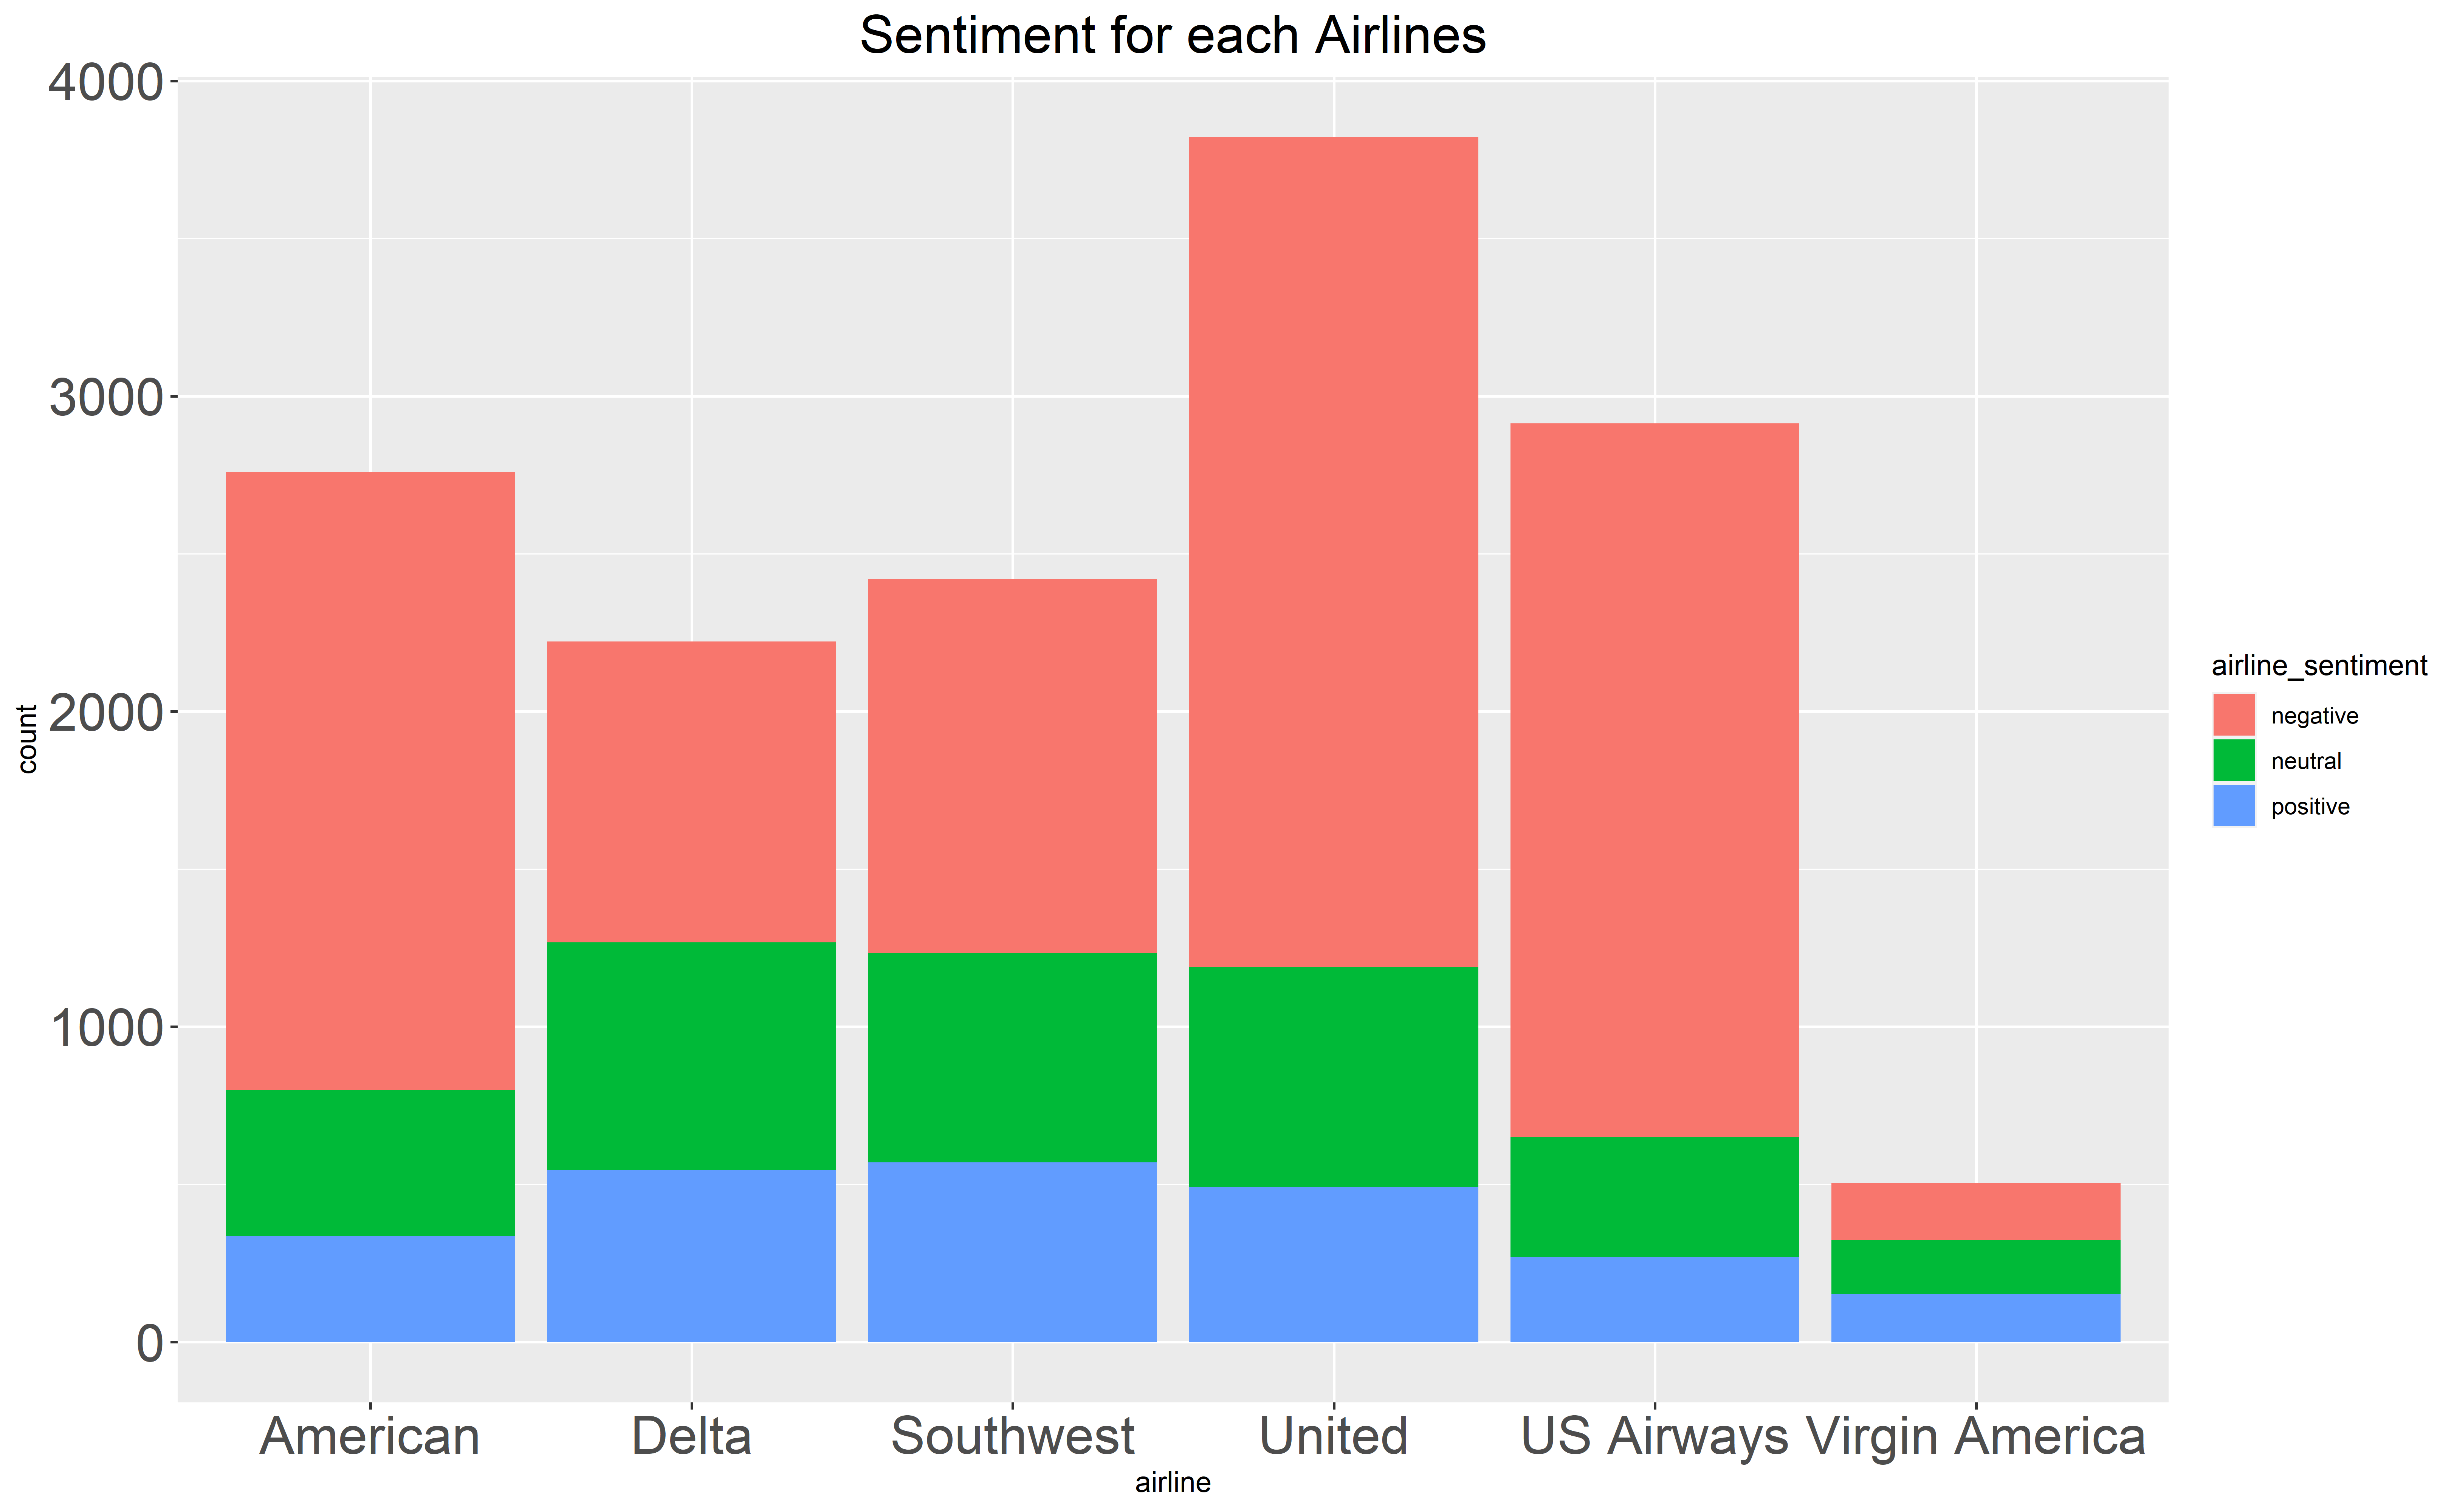 Sentiment for each Airlines
4000
3000
2000
1000
0
count
American
Delta
Southwest
United
US Airways
Virgin America
airline
airline_sentiment
negative
neutral
positive